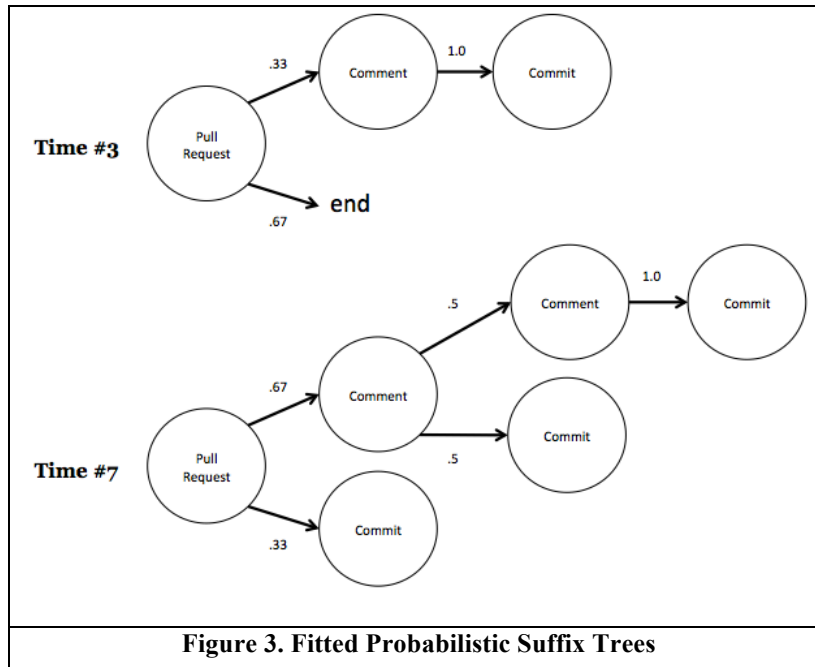 .33
Comment
1.0
Commit
Time #3
Pull
Request
.67
end
.5
Comment
1.0
Commit
.67
Comment
.5
Commit
Time #7
Pull
Request
.33
Commit
Figure 3. Fitted Probabilistic Suffix Trees